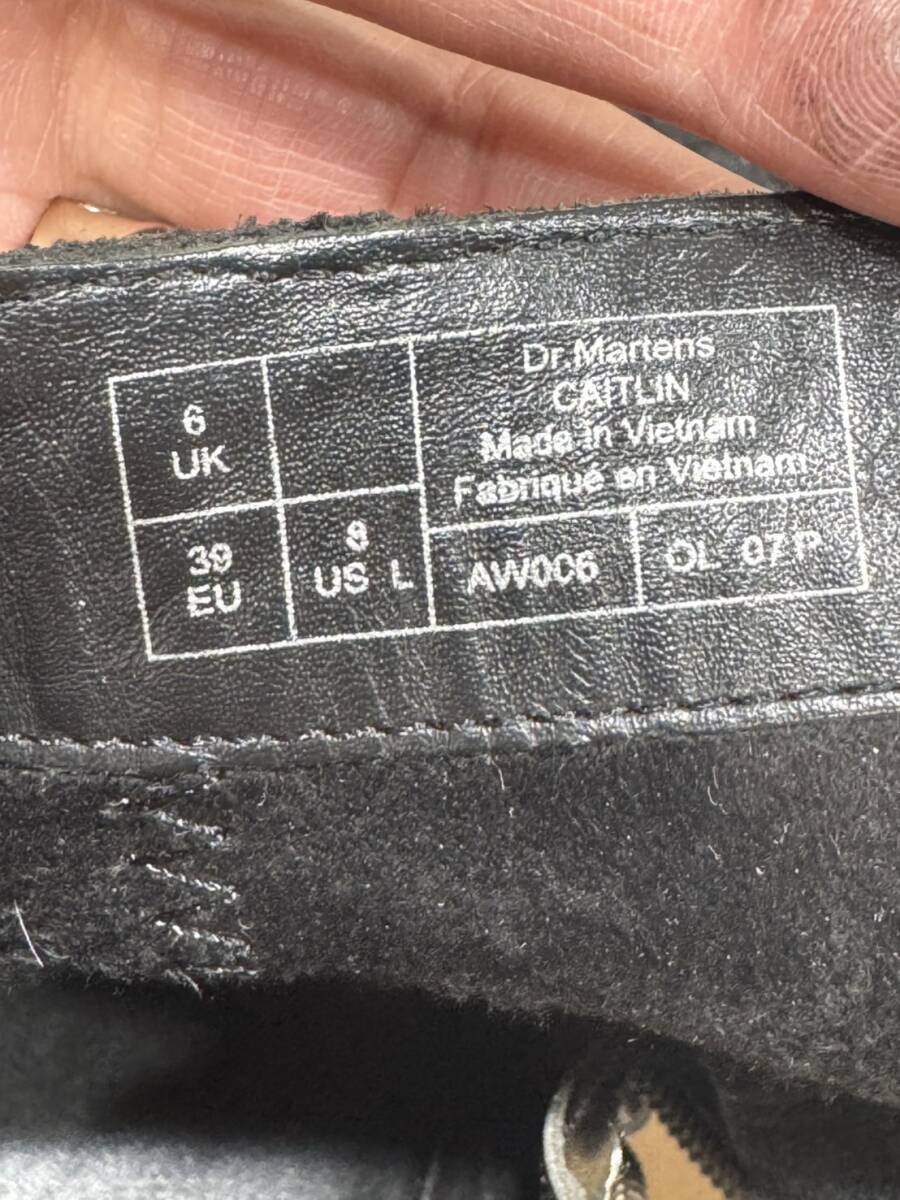 6
UK
39
EU
8
US L
Dr.Martens
CAITLIN
Made in Vietnam
Fabriqué en Vietnam
AW006
OL 07 P